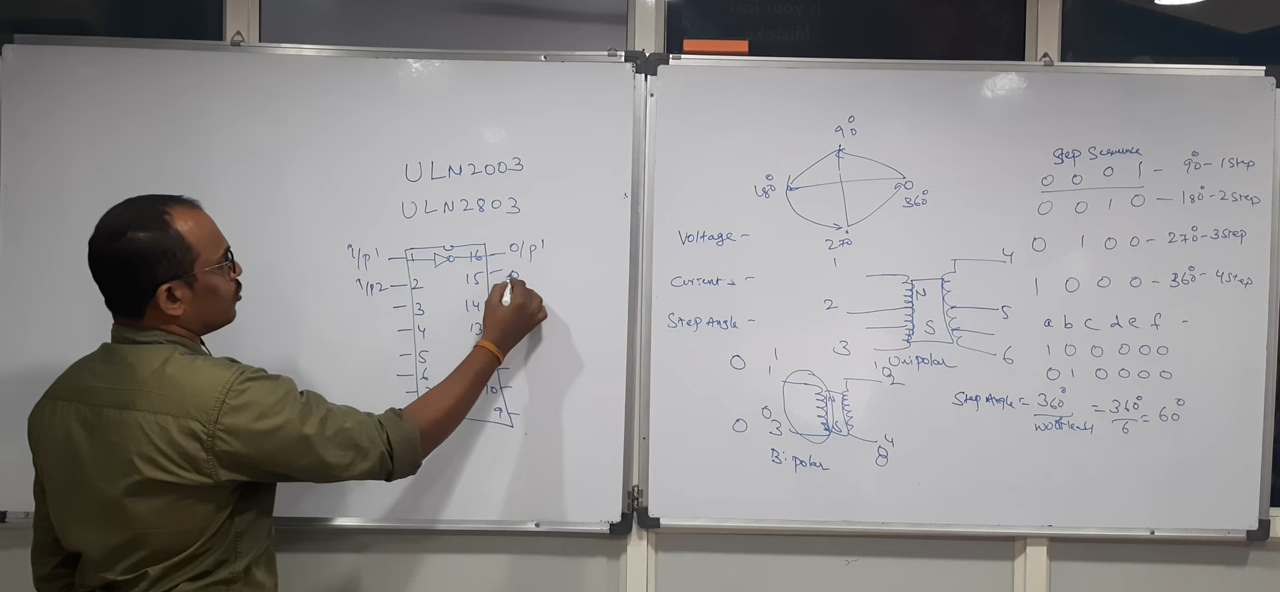 ULN2003
ULN2803
i/p1 1 16 o/p1
i/p2 2 15 o
3 14
4 13
5
6
10
9
90°
180°
360°
270°
Voltage -
Current -
Step Angle -
Step Sequence
0 0 0 1 - 90° - 1 Step
0 0 1 0 - 180° - 2 Step
0 1 0 0 - 270° - 3 Step
1 0 0 0 - 360° - 4 Step
a b c d e f -
1 0 0 0 0 0
0 1 0 0 0 0
Step Angle = 360° = 360° = 60°
6
1 4
N
2 5
S
3 6
Unipolar
0 1
0 3
N
S
2
4
8
Bipolar